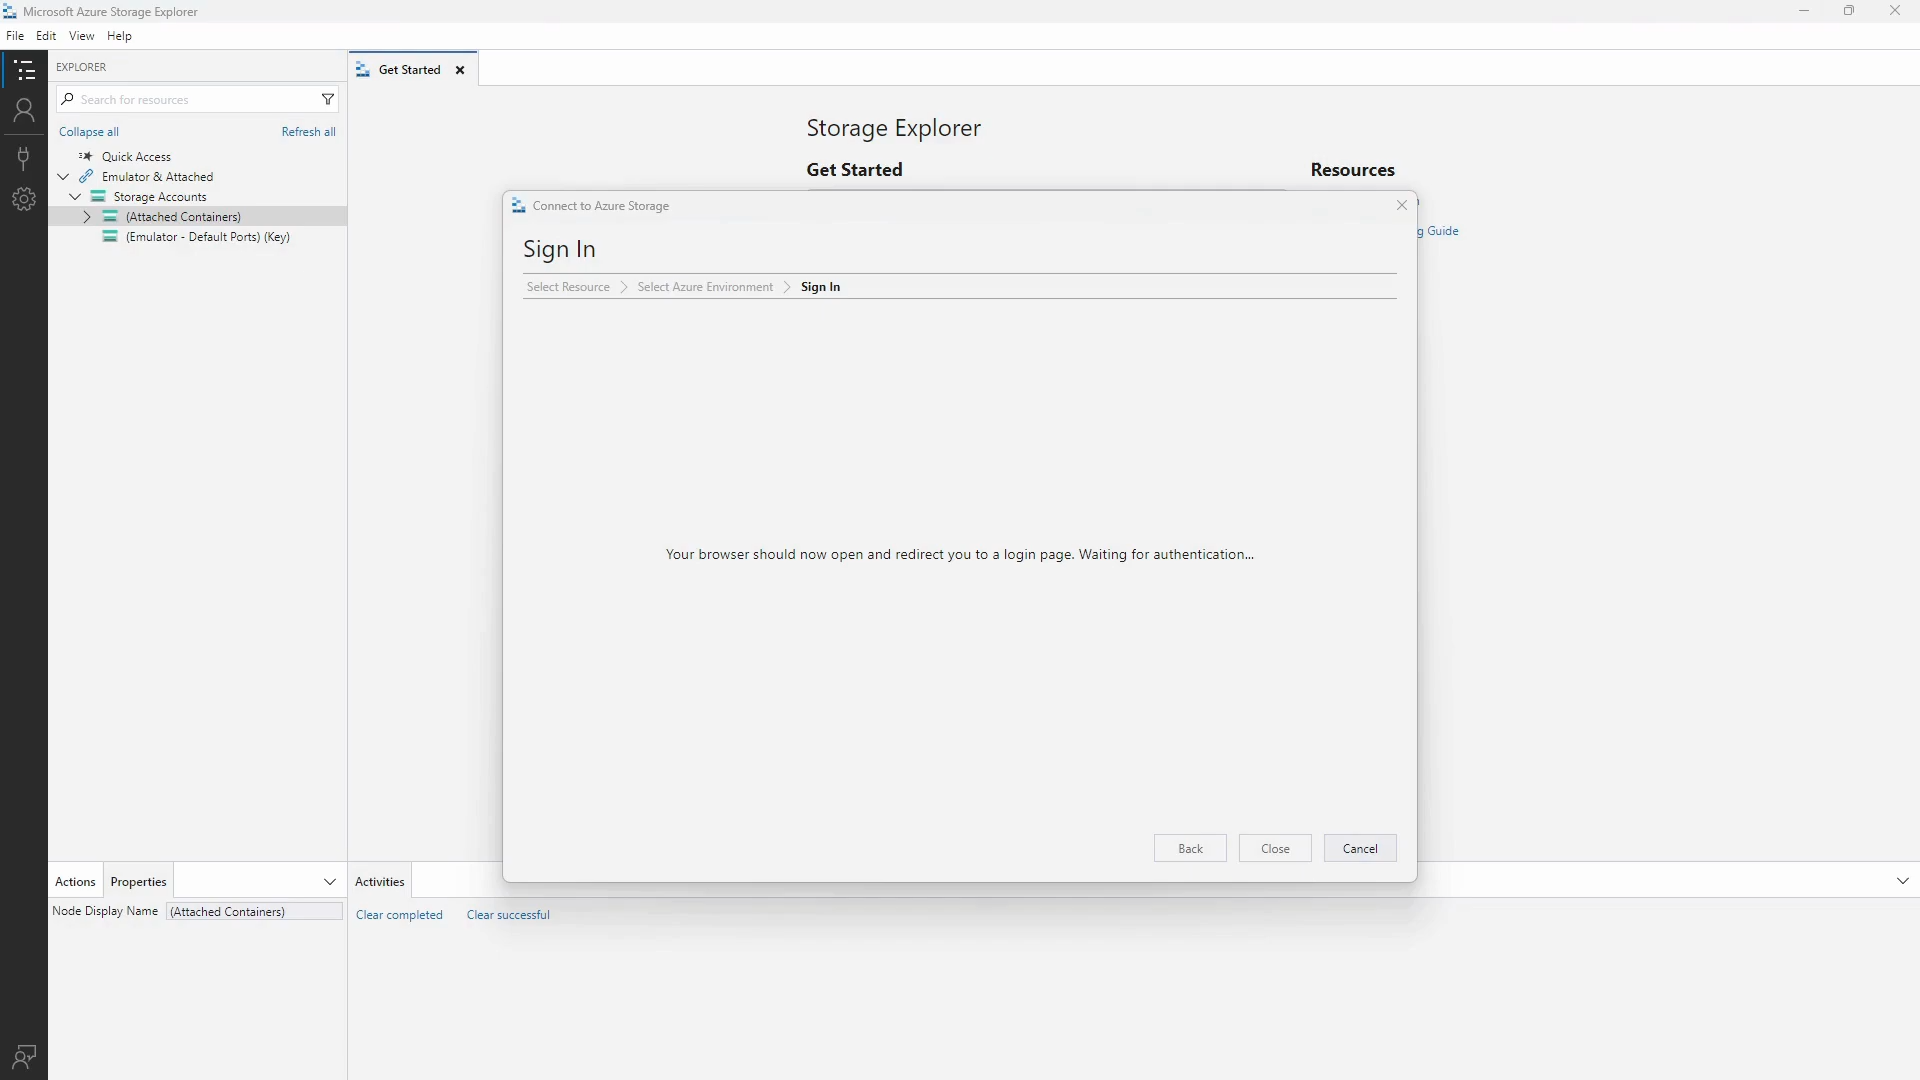 Microsoft Azure Storage Explorer
File Edit View Help
EXPLORER
Get Started
Search for resources
Collapse all
Refresh all
Quick Access
Emulator & Attached
Storage Accounts
(Attached Containers)
(Emulator - Default Ports) (Key)
Storage Explorer
Get Started
Resources
g Guide
Connect to Azure Storage
Sign In
Select Resource
Select Azure Environment
Sign In
Your browser should now open and redirect you to a login page. Waiting for authentication...
Back
Close
Cancel
Actions
Properties
Node Display Name
(Attached Containers)
Activities
Clear completed
Clear successful